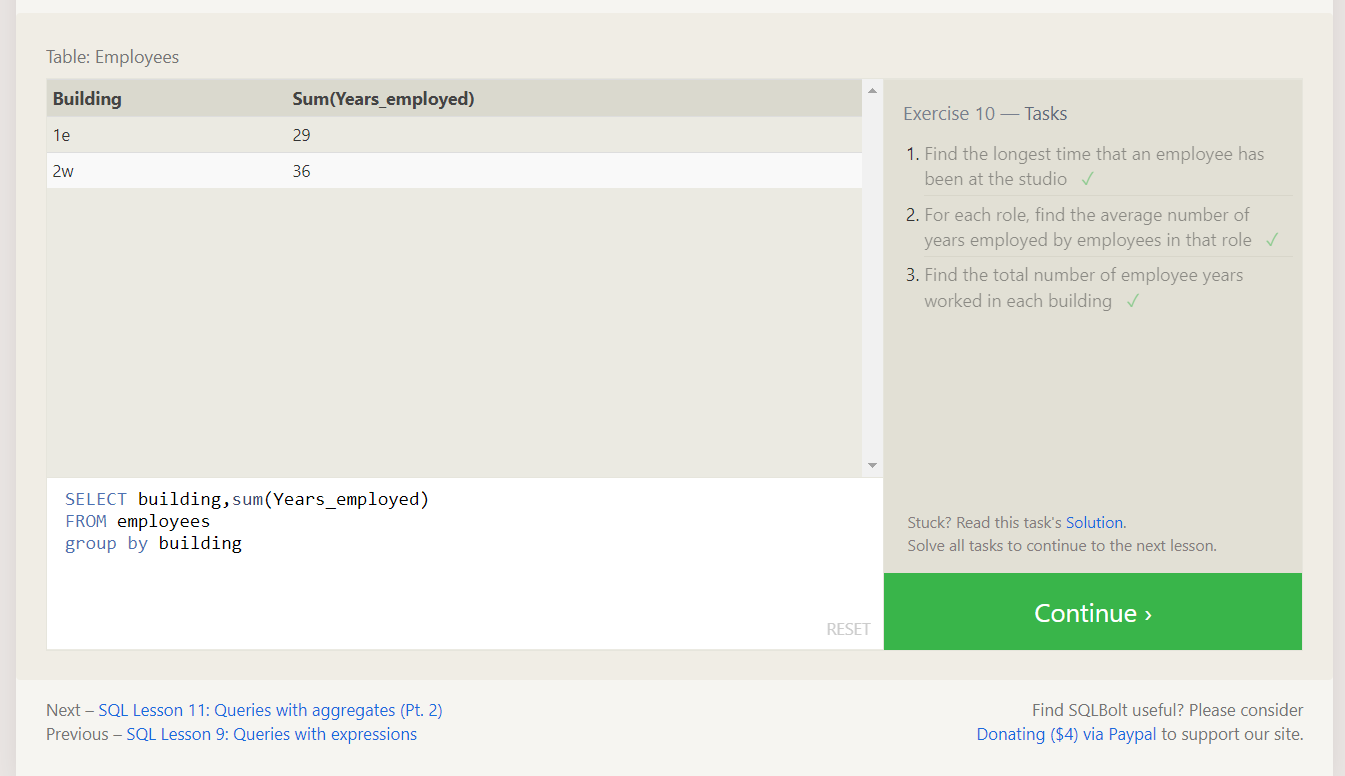 Table: Employees
Building Sum(Years_employed)
1e 29
2w 36
SELECT building,sum(Years_employed)
FROM employees
group by building
RESET
Exercise 10 — Tasks
1. Find the longest time that an employee has
been at the studio ✓
2. For each role, find the average number of
years employed by employees in that role ✓
3. Find the total number of employee years
worked in each building ✓
Stuck? Read this task's Solution.
Solve all tasks to continue to the next lesson.
Continue ›
Next – SQL Lesson 11: Queries with aggregates (Pt. 2)
Previous – SQL Lesson 9: Queries with expressions
Find SQLBolt useful? Please consider
Donating ($4) via Paypal to support our site.